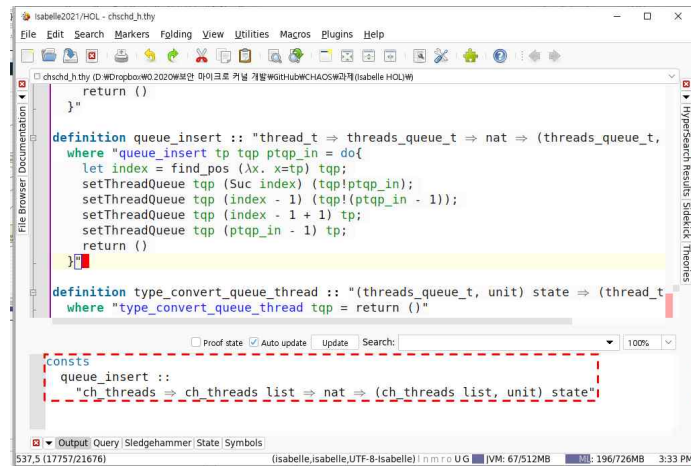 Isabelle2021/HOL - chschd_h.thy
File Edit Search Markers Folding View Utilities Macros Plugins Help
chschd_h.thy (D:₩Dropbox₩0.2020₩보안 마이크로 커널 개발₩GitHub₩CHAOS₩과제(Isabelle HOL)₩)
return ()
}"
definition queue_insert :: "thread_t ⇒ threads_queue_t ⇒ nat ⇒ (threads_queue_t,
where "queue_insert tp tqp ptqp_in = do{
let index = find_pos (λx. x=tp) tqp;
setThreadQueue tqp (Suc index) (tqp!ptqp_in);
setThreadQueue tqp (index - 1) (tqp!(ptqp_in - 1));
setThreadQueue tqp (index - 1 + 1) tp;
setThreadQueue tqp (ptqp_in - 1) tp;
return ()
}"
definition type_convert_queue_thread :: "(threads_queue_t, unit) state ⇒ (thread_t
where "type_convert_queue_thread tqp = return ()"
File Browser Documentation
HyperSearch Results Sidekick Theories
Proof state Auto update Update Search: 100%
consts
queue_insert ::
"ch_threads ⇒ ch_threads list ⇒ nat ⇒ (ch_threads list, unit) state"
Output Query Sledgehammer State Symbols
537,5 (17757/21676) (isabelle,isabelle,UTF-8-Isabelle) n m r o U G JVM: 67/512MB ML: 196/726MB 3:33 PM